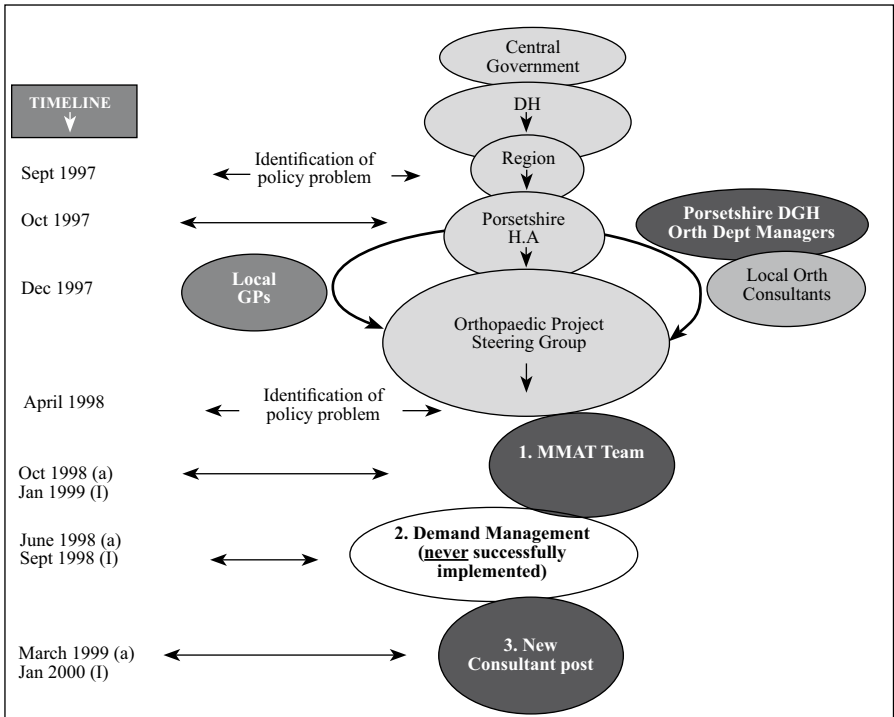 Central
Government
TIMELINE
DH
Sept 1997
Identification of
policy problem
Region
Oct 1997
Porsetshire
H.A
Porsetshire DGH
Orth Dept Managers
Dec 1997
Local
GPs
Local Orth
Consultants
Orthopaedic Project
Steering Group
April 1998
Identification of
policy problem
1. MMAT Team
Oct 1998 (a)
Jan 1999 (I)
June 1998 (a)
Sept 1998 (I)
2. Demand Management
(never successfully
implemented)
March 1999 (a)
Jan 2000 (I)
3. New
Consultant post